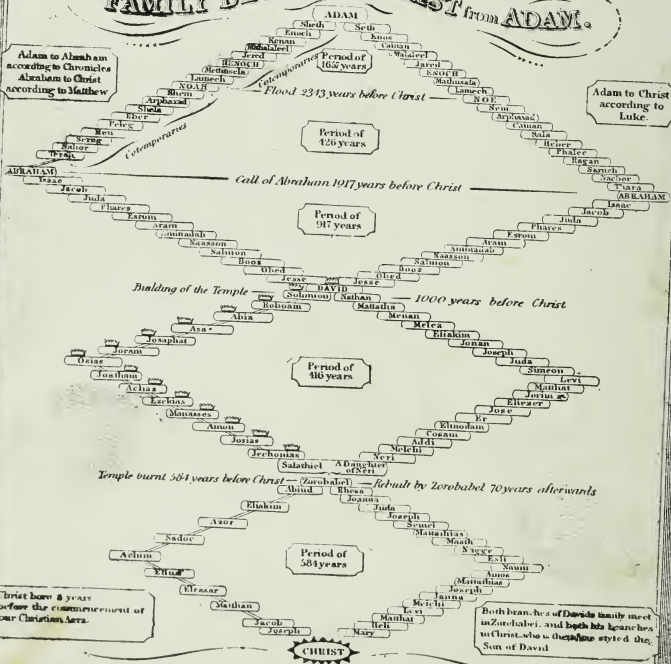 FAMILY
from ADAM.
ADAM
Sheth
Seth
Enoch
Enos
Kenan
Cainan
Mahalaleel
Malaleel
Jered
Jared
HENOCH
ENOCH
Methusela
Mathusala
Lamech
Lamech
NOAH
NOE
Shem
Sem
Arphaxad
Arphaxad
Shela
Cainan
Eber
Sala
Peleg
Heber
Reu
Phalec
Serug
Ragan
Nahor
Saruch
Terah
Nachor
Thara
ABRAHAM
ABRAHAM
Adam to Abraham
according to Chronicles
Abraham to Christ
according to Matthew
Adam to Christ
according to
Luke.
Cotemporaries
Cotemporaries
Period of
1657 years
Flood 2343 years before Christ
Period of
426 years
Call of Abraham 1917 years before Christ
Isaac
Isaac
Jacob
Jacob
Juda
Juda
Phares
Phares
Esrom
Esrom
Aram
Aram
Aminadab
Aminadab
Naasson
Naasson
Salmon
Salmon
Booz
Booz
Obed
Obed
Jesse
Jesse
Period of
917 years
DAVID
Building of the Temple
1000 years before Christ
Solomon
Nathan
Roboam
Mattatha
Abia
Menan
Asa
Melea
Josaphat
Eliakim
Joram
Jonan
Ozias
Joseph
Joatham
Juda
Achas
Simeon
Ezekias
Levi
Manasses
Matthat
Amon
Jorim
Josias
Eliezer
Jechonias
Jose
Salathiel
Er
Elmodam
Cosam
Addi
Melchi
Neri
A Daughter
of Neri
Period of
416 years
Temple burnt 584 years before Christ
Zorobabel
Rebuilt by Zorobabel 70 years afterwards
Abiud
Rhesa
Eliakim
Joanna
Azor
Juda
Sadoc
Joseph
Achim
Semei
Eliud
Mattathias
Eleazar
Maath
Matthan
Nagge
Jacob
Esli
Joseph
Naum
Amos
Mattathias
Joseph
Janna
Melchi
Levi
Matthat
Heli
Mary
Period of
584 years
Christ born 8 years
before the commencement of
our Christian Aera.
Both branches of Davids family meet
in Zorobabel, and both his branches
in Christ, who is therefore styled the
Son of David
CHRIST